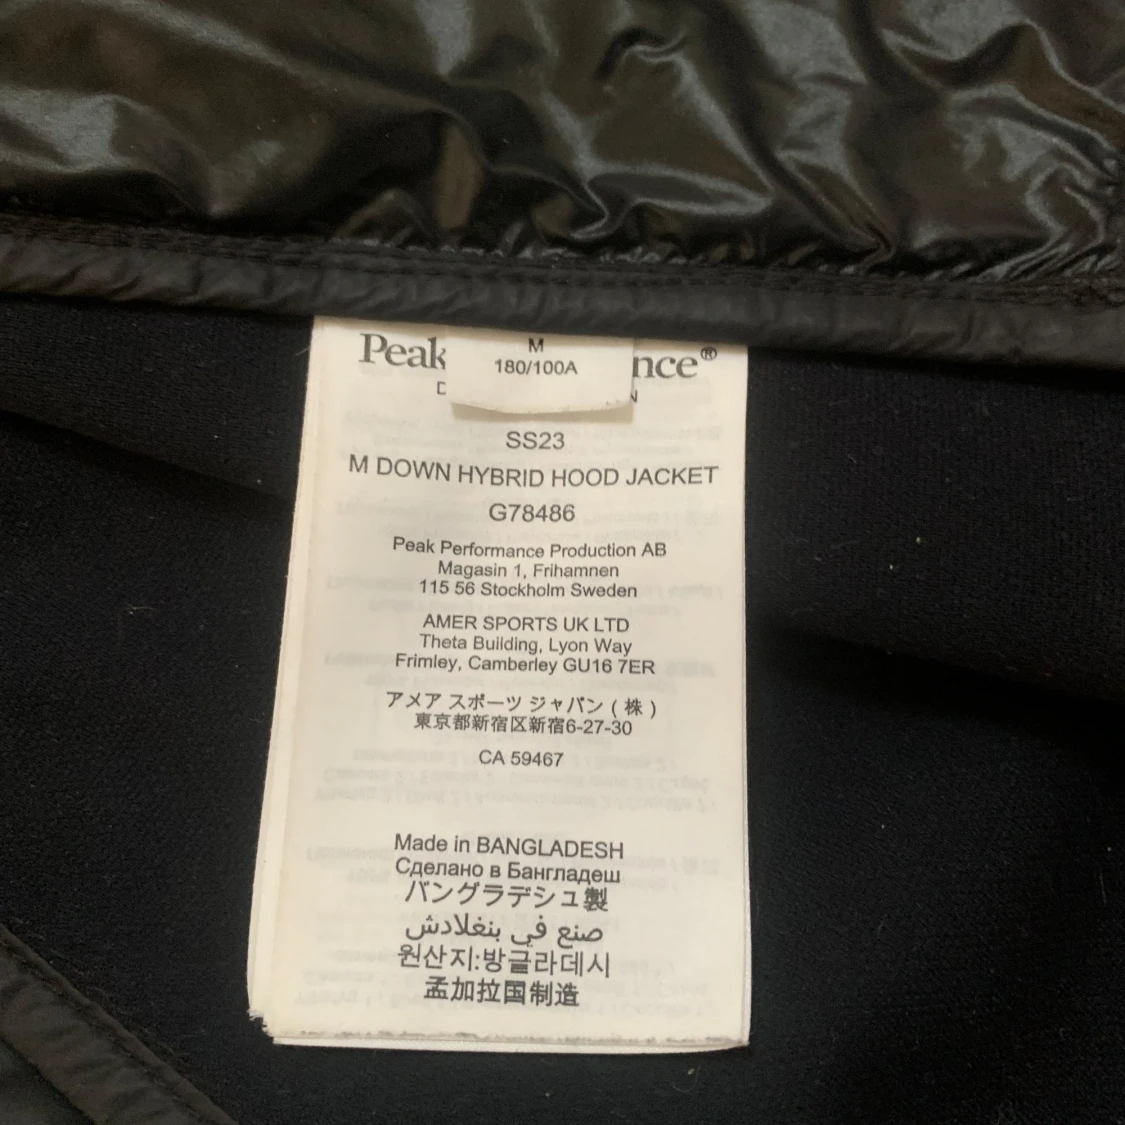 M
180/100A
Peak nce®
SS23
M DOWN HYBRID HOOD JACKET
G78486
Peak Performance Production AB
Magasin 1, Frihamnen
115 56 Stockholm Sweden
AMER SPORTS UK LTD
Theta Building, Lyon Way
Frimley, Camberley GU16 7ER
アメア スポーツ ジャパン ( 株 )
東京都新宿区新宿6-27-30
CA 59467
Made in BANGLADESH
Сделано в Бангладеш
バングラデシュ製
صنع في بنغلادش
원산지:방글라데시
孟加拉国制造